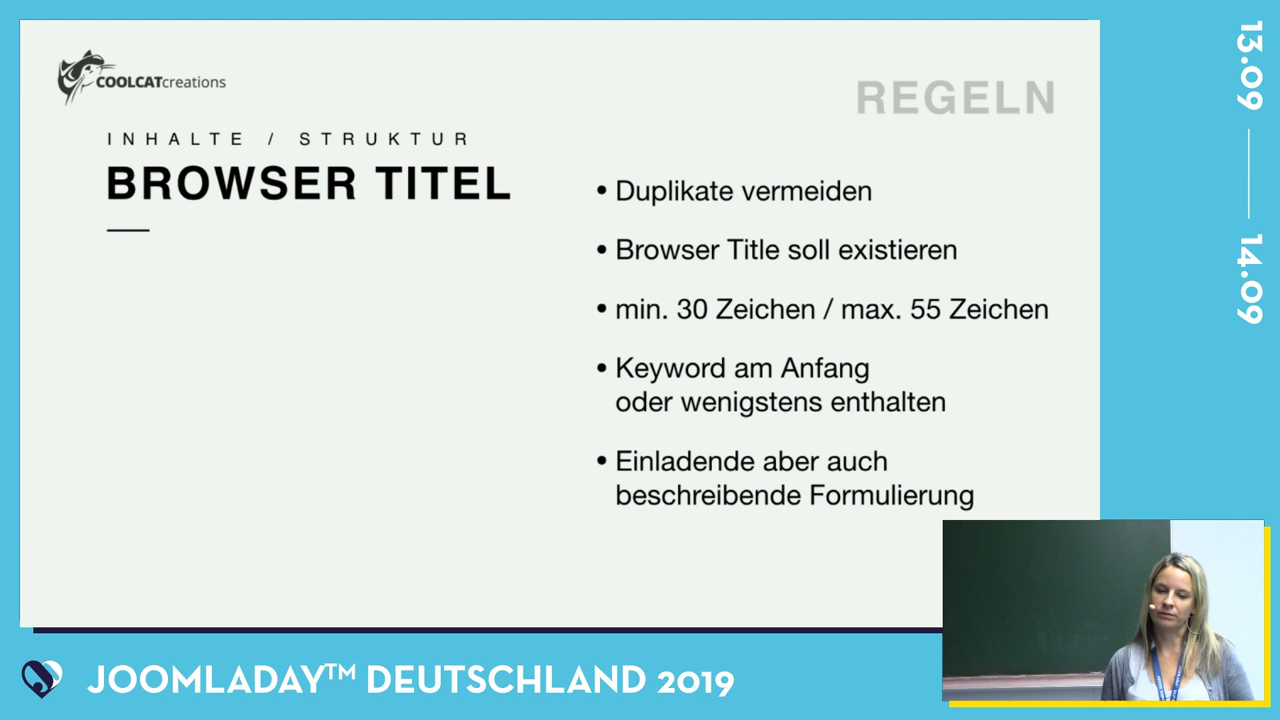 COOLCATcreations
REGELN
INHALTE / STRUKTUR
BROWSER TITEL
• Duplikate vermeiden
• Browser Title soll existieren
• min. 30 Zeichen / max. 55 Zeichen
• Keyword am Anfang
oder wenigstens enthalten
• Einladende aber auch
beschreibende Formulierung
13.09
14.09
JOOMLADAY™ DEUTSCHLAND 2019